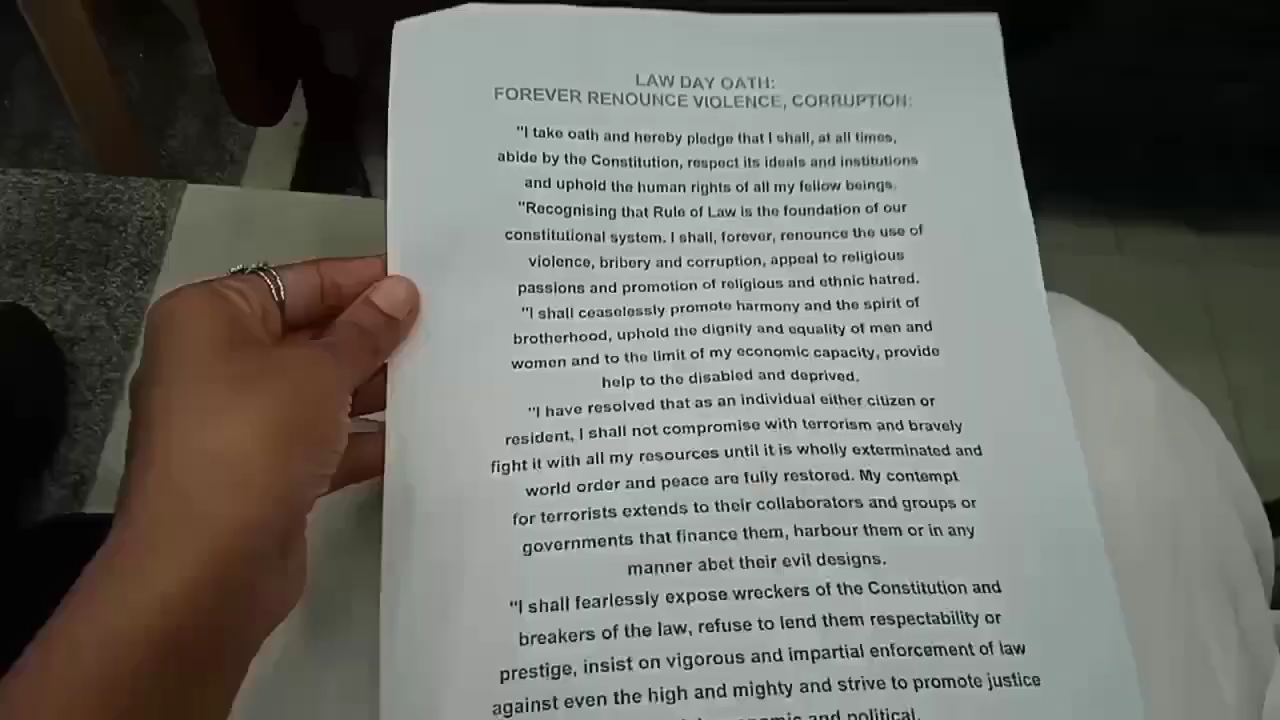 LAW DAY OATH:
FOREVER RENOUNCE VIOLENCE, CORRUPTION:
"I take oath and hereby pledge that I shall, at all times,
abide by the Constitution, respect its ideals and institutions
and uphold the human rights of all my fellow beings.
"Recognising that Rule of Law is the foundation of our
constitutional system. I shall, forever, renounce the use of
violence, bribery and corruption, appeal to religious
passions and promotion of religious and ethnic hatred.
"I shall ceaselessly promote harmony and the spirit of
brotherhood, uphold the dignity and equality of men and
women and to the limit of my economic capacity, provide
help to the disabled and deprived.
"I have resolved that as an individual either citizen or
resident, I shall not compromise with terrorism and bravely
fight it with all my resources until it is wholly exterminated and
world order and peace are fully restored. My contempt
for terrorists extends to their collaborators and groups or
governments that finance them, harbour them or in any
manner abet their evil designs.
"I shall fearlessly expose wreckers of the Constitution and
breakers of the law, refuse to lend them respectability or
prestige, insist on vigorous and impartial enforcement of law
against even the high and mighty and strive to promote justice
and political.